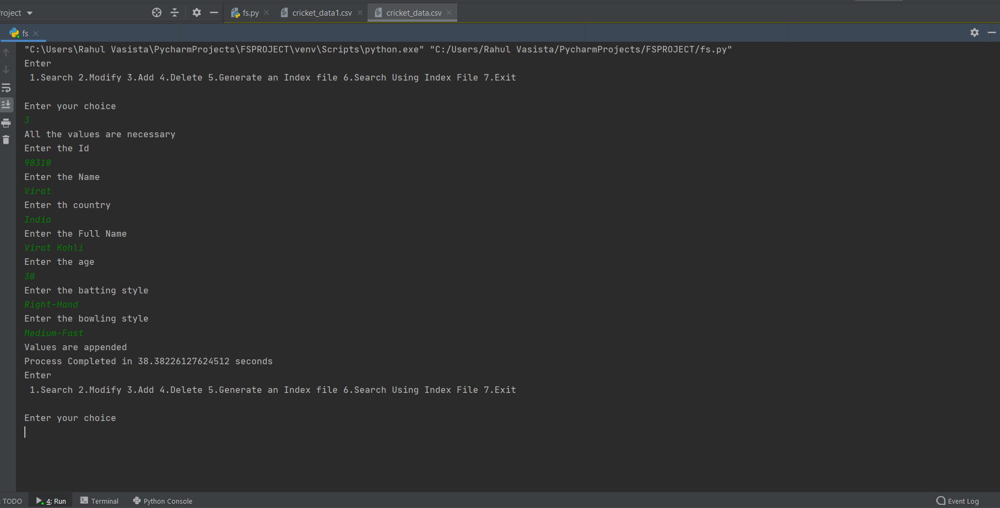 roject
fs.py cricket_data1.csv cricket_data.csv
fs
"C:\Users\Rahul Vasista\PycharmProjects\FSPROJECT\venv\Scripts\python.exe" "C:/Users/Rahul Vasista/PycharmProjects/FSPROJECT/fs.py"
Enter
1.Search 2.Modify 3.Add 4.Delete 5.Generate an Index file 6.Search Using Index File 7.Exit
Enter your choice
3
All the values are necessary
Enter the Id
90310
Enter the Name
Virat
Enter th country
India
Enter the Full Name
Virat Kohli
Enter the age
30
Enter the batting style
Right-Hand
Enter the bowling style
Medium-Fast
Values are appended
Process Completed in 38.38226127624512 seconds
Enter
1.Search 2.Modify 3.Add 4.Delete 5.Generate an Index file 6.Search Using Index File 7.Exit
Enter your choice
: TODO 4: Run Terminal Python Console Event Log